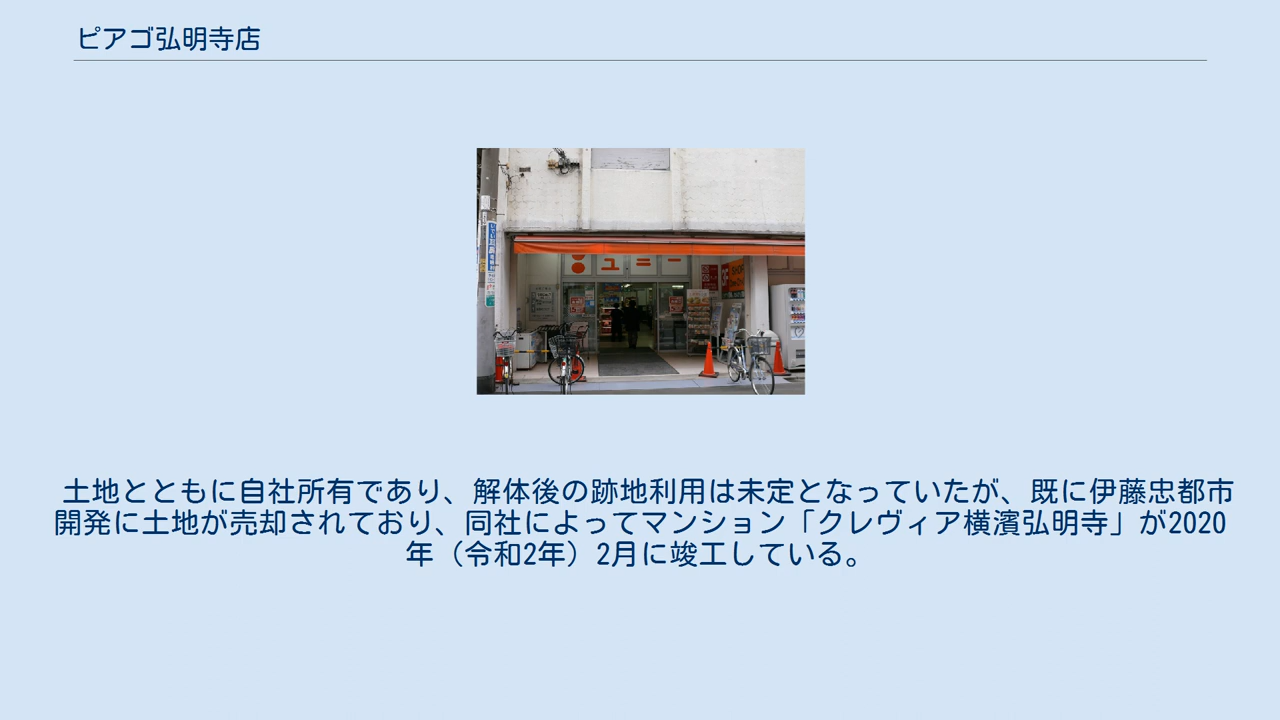 ピアゴ弘明寺店
ユニー
土地とともに自社所有であり、解体後の跡地利用は未定となっていたが、既に伊藤忠都市
開発に土地が売却されており、同社によってマンション「クレヴィア横濱弘明寺」が2020
年（令和2年）2月に竣工している。